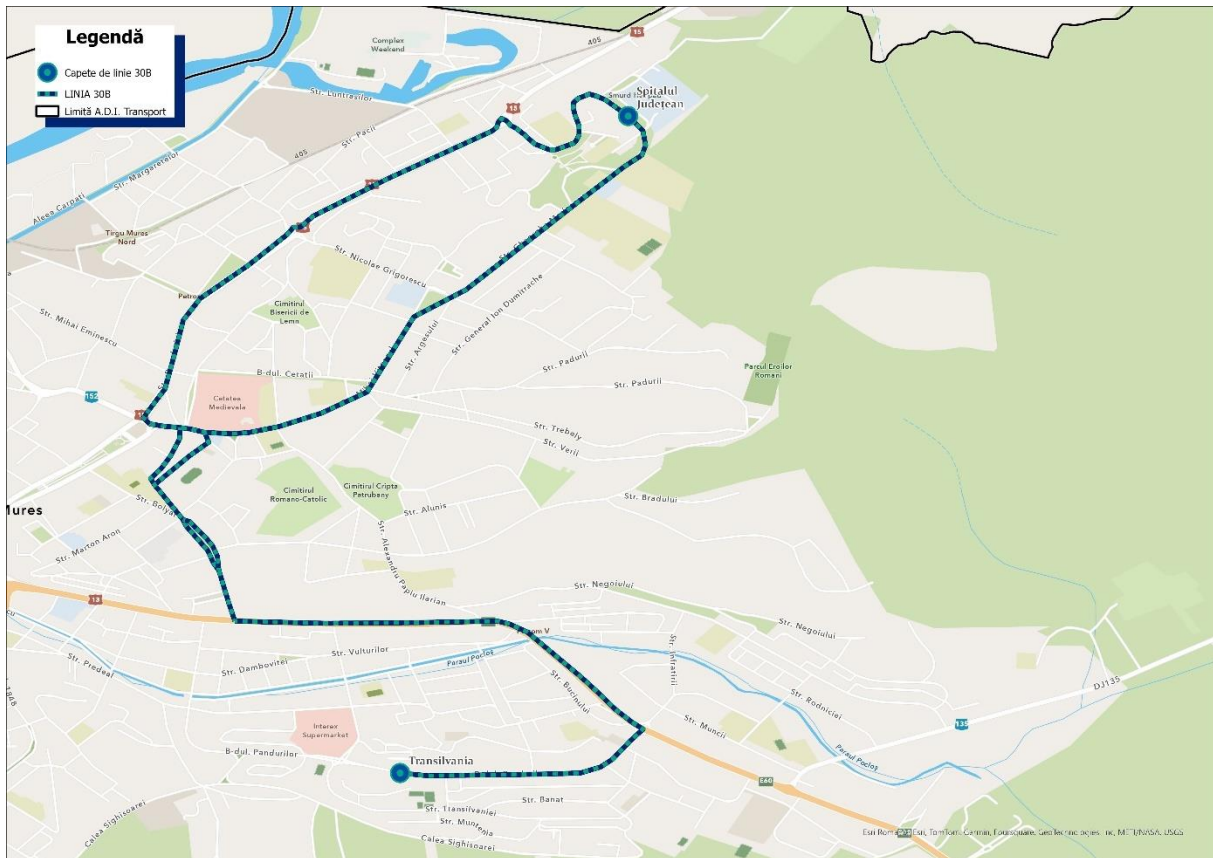 Legendă
Capete de linie 30B
LINIA 30B
Limită A.D.I. Transport
Complex
Weekend
15
405
Str. Luntrasilor
Spitalul
Județean
15
Str. Pacii
405
Str. Margaretelor
Aleea Carpati
Tirgu Mures
Nord
Str. Nicolae Grigorescu
Cimitirul
Bisericii de
Lemn
Str. Mihai Eminescu
Str. General Ion Dumitrache
Str. Argesului
Str. Padurii
Parcul Eroilor
Romani
B-dul. Cetatii
Str. Padurii
152
Cetatea
Medievala
Str. Trebely
Str. Verii
Cimitirul
Romano-Catolic
Cimitirul Cripta
Patrubany
Str. Bradului
Mures
Str. Bolyai
Str. Alunis
Str. Marton Aron
Str. Alexandru Papiu Ilarian
13
Str. Negoiului
Str. Negoiului
Str. Vulturilor
Str. Dambovitei
Paraul Pocloș
Str. Predeal
Str. Infratirii
Str. Bucinului
Str. Rodniciei
DJ135
135
Str. Muncii
Paraul Pocloș
Interex
Supermarket
B-dul. Pandurilor
Transilvania
E60
Str. Banat
Str. Transilvaniei
Str. Muntenia
Calea Sighisoarei
Calea Sighisoarei
1848
Esri, TomTom, Garmin, Foursquare, GeoTechnologies, Inc, METI/NASA, USGS